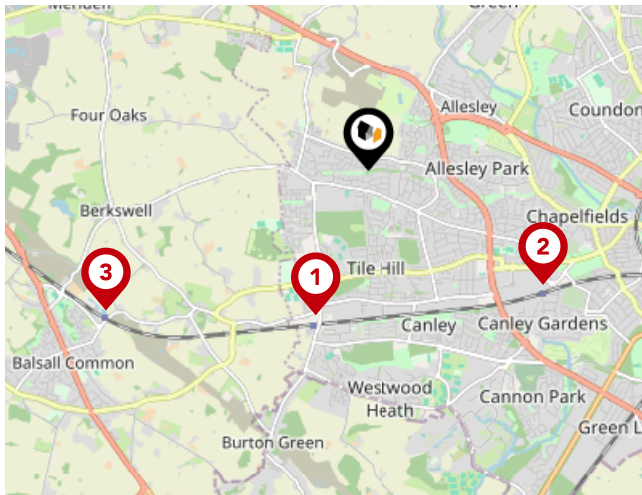 Meriden
Green
Four Oaks
Allesley
Coundon
Allesley Park
Berkswell
Chapelfields
2
3
1
Tile Hill
Canley
Canley Gardens
Balsall Common
Westwood
Heath
Cannon Park
Green L
Burton Green